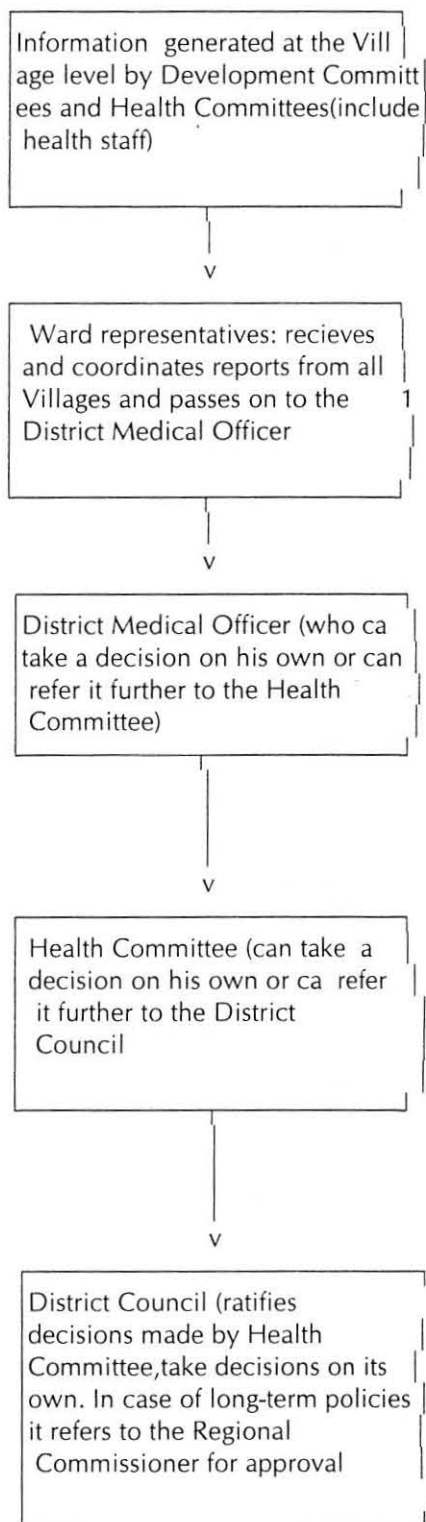 Information generated at the Vill
age level by Development Committ
ees and Health Committees(include
health staff)
v
Ward representatives: recieves
and coordinates reports from all
Villages and passes on to the 1
District Medical Officer
v
District Medical Officer (who ca
take a decision on his own or can
refer it further to the Health
Committee)
v
Health Committee (can take a
decision on his own or ca refer
it further to the District
Council
v
District Council (ratifies
decisions made by Health
Committee,take decisions on its
own. In case of long-term policies
it refers to the Regional
Commissioner for approval